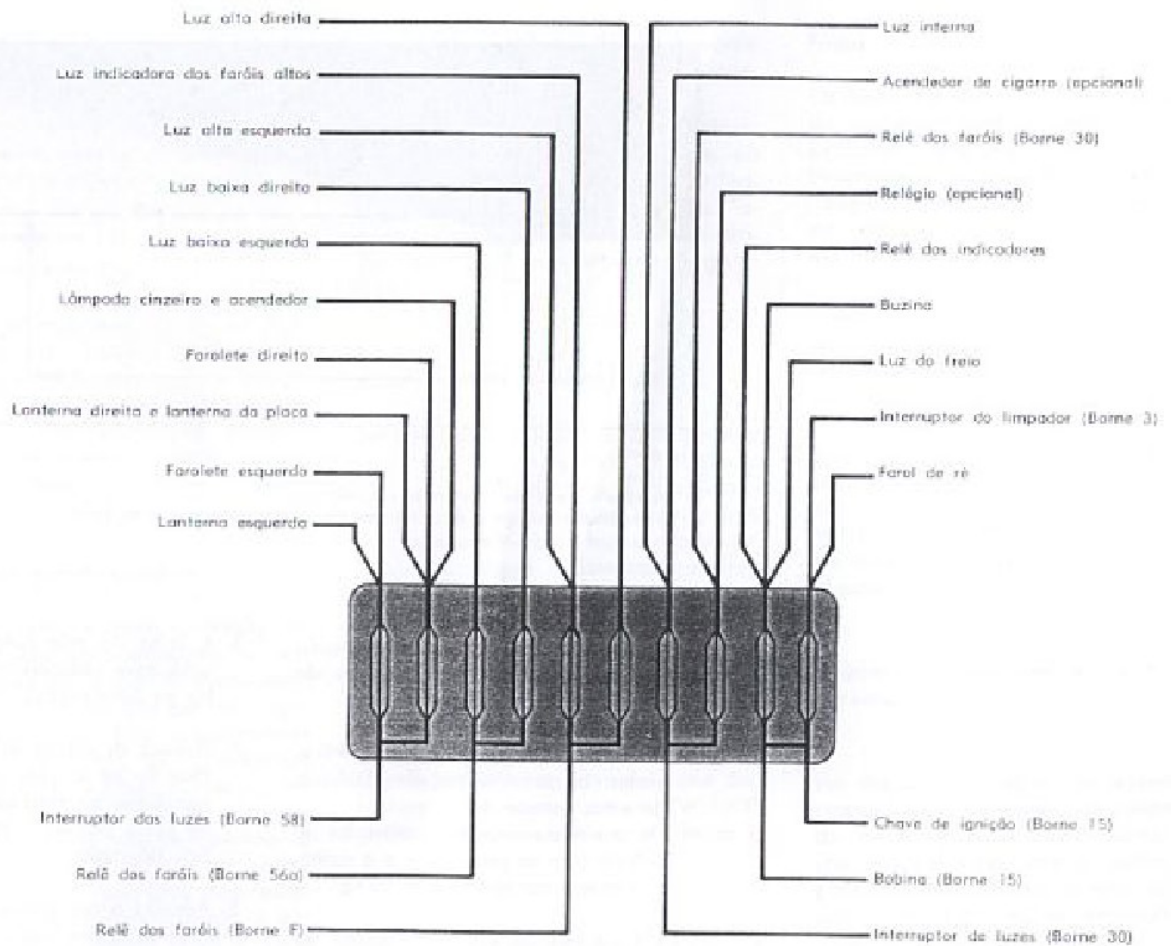 Luz alta direita
Luz indicadora dos faróis altos
Luz alta esquerda
Luz baixa direita
Luz baixa esquerda
Lâmpada cinzeiro e acendedor
Farolete direito
Lanterna direita e lanterna da placa
Farolete esquerdo
Lanterna esquerda
Luz interna
Acendedor de cigarro (opcional)
Relê dos faróis (Borne 30)
Relógio (opcional)
Relê dos indicadores
Buzina
Luz do freio
Interruptor do limpador (Borne 3)
Farol de ré
Interruptor das luzes (Borne 58)
Relê dos faróis (Borne 56a)
Relê dos faróis (Borne F)
Chave de ignição (Borne 15)
Bobina (Borne 15)
Interruptor de luzes (Borne 30)